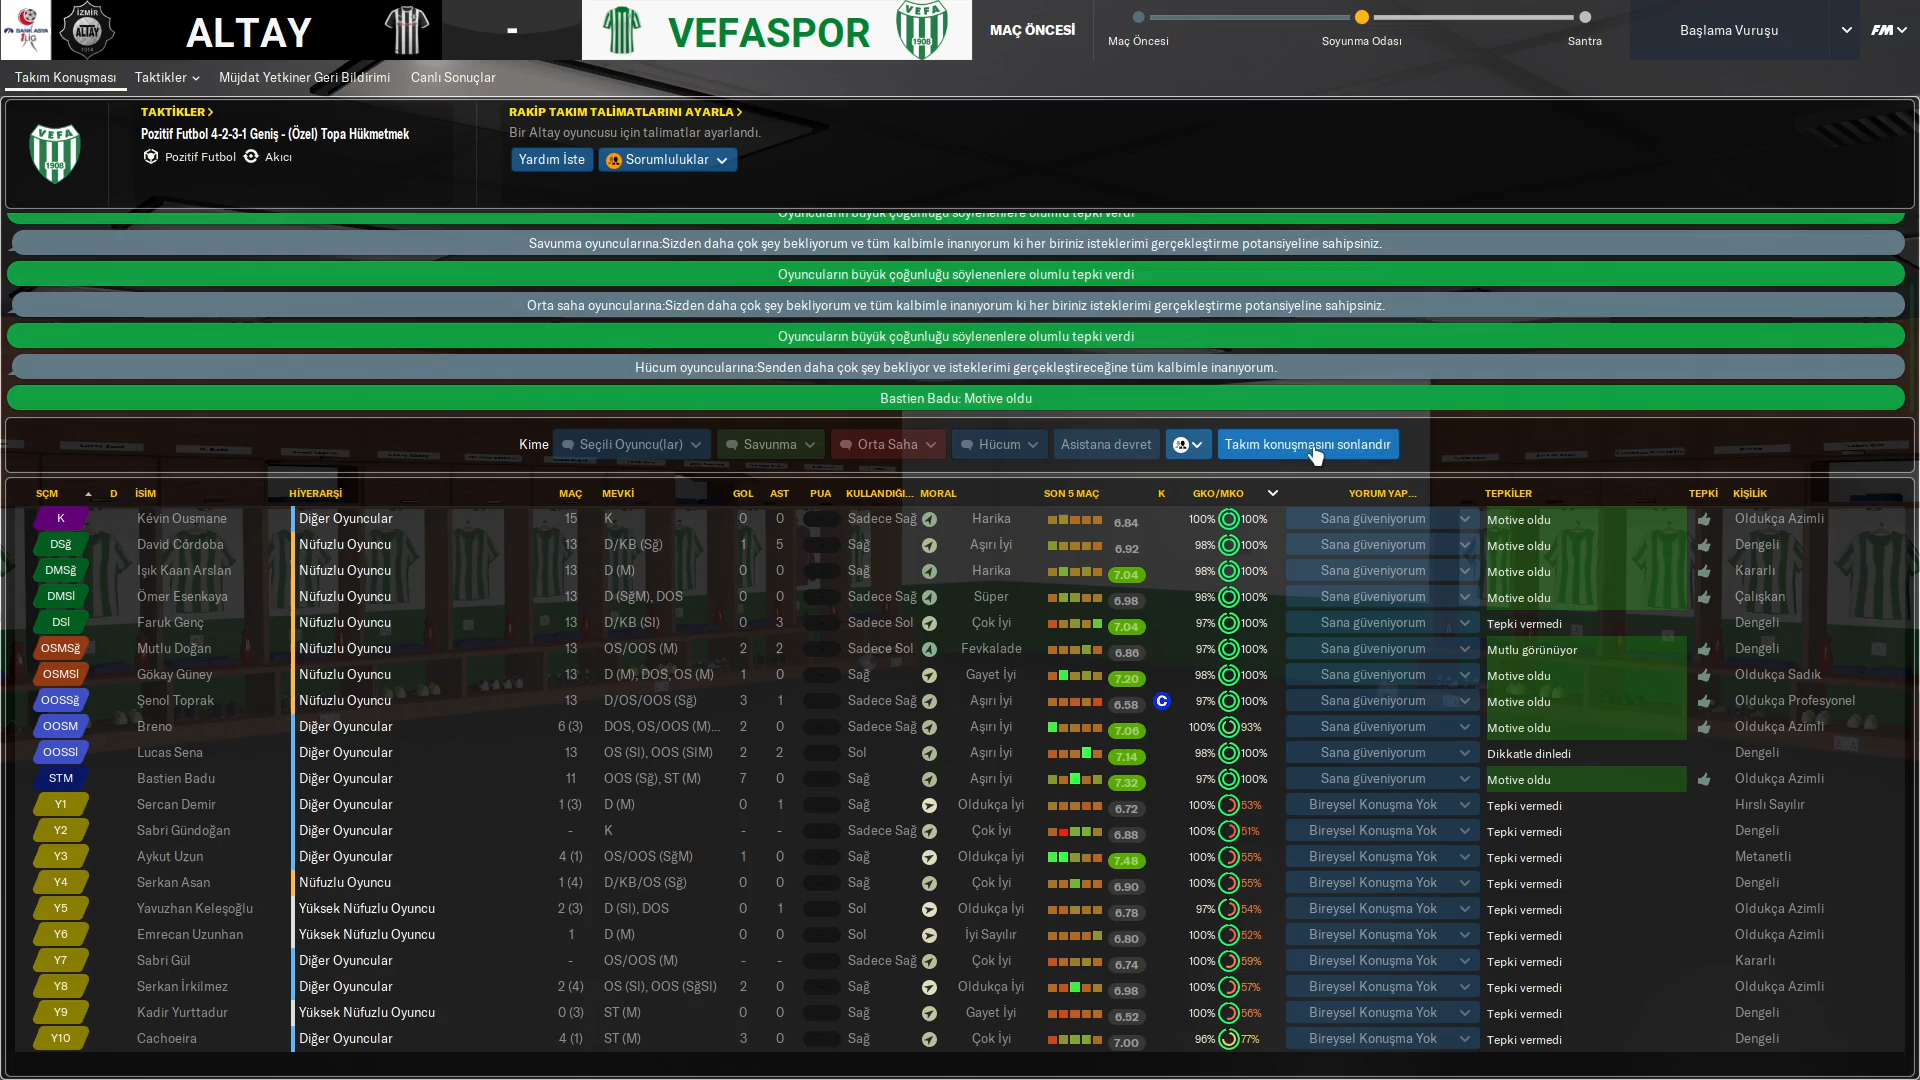 BANK ASYA
1.LİG
İZMİR
ALTAY
1914
ALTAY
-
VEFASPOR
VEFA
1908
MAÇ ÖNCESİ
Maç Öncesi
Soyunma Odası
Santra
Başlama Vuruşu
FM
Takım Konuşması Taktikler Müjdat Yetkiner Geri Bildirimi Canlı Sonuçlar
VEFA
1908
TAKTİKLER>
Pozitif Futbol 4-2-3-1 Geniş - (Özel) Topa Hükmetmek
Pozitif Futbol Akıcı
RAKİP TAKIM TALİMATLARINI AYARLA>
Bir Altay oyuncusu için talimatlar ayarlandı.
Yardım İste Sorumluluklar
Oyuncuların büyük çoğunluğu söylenenlere olumlu tepki verdi
Savunma oyuncularına:Sizden daha çok şey bekliyorum ve tüm kalbimle inanıyorum ki her biriniz isteklerimi gerçekleştirme potansiyeline sahipsiniz.
Oyuncuların büyük çoğunluğu söylenenlere olumlu tepki verdi
Orta saha oyuncularına:Sizden daha çok şey bekliyorum ve tüm kalbimle inanıyorum ki her biriniz isteklerimi gerçekleştirme potansiyeline sahipsiniz.
Oyuncuların büyük çoğunluğu söylenenlere olumlu tepki verdi
Hücum oyuncularına:Senden daha çok şey bekliyor ve isteklerimi gerçekleştireceğine tüm kalbimle inanıyorum.
Bastien Badu: Motive oldu
Kime Seçili Oyuncu(lar) Savunma Orta Saha Hücum Asistana devret Takım konuşmasını sonlandır
SÇM D İSİM HİYERARŞİ MAÇ MEVKİ GOL AST PUA KULLANDIĞI... MORAL SON 5 MAÇ K GKO/MKO YORUM YAP... TEPKİLER TEPKİ KİŞİLİK
K Kévin Ousmane Diğer Oyuncular 15 K 0 0 Sadece Sağ Harika 6.84 100% 100% Sana güveniyorum Motive oldu Oldukça Azimli
DSğ David Córdoba Nüfuzlu Oyuncu 13 D/KB (Sğ) 1 5 Sağ Aşırı İyi 6.92 98% 100% Sana güveniyorum Motive oldu Dengeli
DMSğ Işık Kaan Arslan Nüfuzlu Oyuncu 13 D (M) 0 0 Sağ Harika 7.04 98% 100% Sana güveniyorum Motive oldu Kararlı
DMSl Ömer Esenkaya Nüfuzlu Oyuncu 13 D (SğM), DOS 0 0 Sadece Sağ Süper 6.98 98% 100% Sana güveniyorum Motive oldu Çalışkan
DSl Faruk Genç Nüfuzlu Oyuncu 13 D/KB (Sl) 0 3 Sadece Sol Çok İyi 7.04 97% 100% Sana güveniyorum Tepki vermedi Dengeli
OSMSğ Mutlu Doğan Nüfuzlu Oyuncu 13 OS/OOS (M) 2 2 Sadece Sol Fevkalade 6.86 97% 100% Sana güveniyorum Mutlu görünüyor Dengeli
OSMSl Gökay Güney Nüfuzlu Oyuncu 13 D (M), DOS, OS (M) 1 0 Sağ Gayet İyi 7.20 98% 100% Sana güveniyorum Motive oldu Oldukça Sadık
OOSSğ Şenol Toprak Nüfuzlu Oyuncu 13 D/OS/OOS (Sğ) 3 1 Sadece Sağ Aşırı İyi 6.58 C 97% 100% Sana güveniyorum Motive oldu Oldukça Profesyonel
OOSM Breno Diğer Oyuncular 6 (3) DOS, OS/OOS (M)... 2 0 Sadece Sağ Aşırı İyi 7.06 100% 93% Sana güveniyorum Motive oldu Oldukça Azimli
OOSSl Lucas Sena Diğer Oyuncular 13 OS (Sl), OOS (SlM) 2 2 Sol Aşırı İyi 7.14 98% 100% Sana güveniyorum Dikkatle dinledi Dengeli
STM Bastien Badu Diğer Oyuncular 11 OOS (Sğ), ST (M) 7 0 Sağ Aşırı İyi 7.32 97% 100% Sana güveniyorum Motive oldu Oldukça Azimli
Y1 Sercan Demir Diğer Oyuncular 1 (3) D (M) 0 1 Sağ Oldukça İyi 6.72 100% 53% Bireysel Konuşma Yok Tepki vermedi Hırslı Sayılır
Y2 Sabri Gündoğan Diğer Oyuncular - K - - Sadece Sağ Çok İyi 6.88 100% 51% Bireysel Konuşma Yok Tepki vermedi Dengeli
Y3 Aykut Uzun Diğer Oyuncular 4 (1) OS/OOS (SğM) 1 0 Sağ Oldukça İyi 7.48 100% 55% Bireysel Konuşma Yok Tepki vermedi Metanetli
Y4 Serkan Asan Nüfuzlu Oyuncu 1 (4) D/KB/OS (Sğ) 0 0 Sağ Çok İyi 6.90 100% 55% Bireysel Konuşma Yok Tepki vermedi Dengeli
Y5 Yavuzhan Keleşoğlu Yüksek Nüfuzlu Oyuncu 2 (3) D (Sl), DOS 0 1 Sol Oldukça İyi 6.78 97% 54% Bireysel Konuşma Yok Tepki vermedi Oldukça Azimli
Y6 Emrecan Uzunhan Yüksek Nüfuzlu Oyuncu 1 D (M) 0 0 Sol İyi Sayılır 6.80 100% 52% Bireysel Konuşma Yok Tepki vermedi Oldukça Azimli
Y7 Sabri Gül Diğer Oyuncular - OS/OOS (M) - - Sadece Sağ Çok İyi 6.74 100% 59% Bireysel Konuşma Yok Tepki vermedi Kararlı
Y8 Serkan İrkilmez Diğer Oyuncular 2 (4) OS (Sl), OOS (SğSl) 2 0 Sağ Oldukça İyi 6.98 100% 57% Bireysel Konuşma Yok Tepki vermedi Oldukça Azimli
Y9 Kadir Yurttadur Yüksek Nüfuzlu Oyuncu 0 (3) ST (M) 0 0 Sağ Gayet İyi 6.52 100% 56% Bireysel Konuşma Yok Tepki vermedi Dengeli
Y10 Cachoeira Diğer Oyuncular 4 (1) ST (M) 3 0 Sağ Çok İyi 7.00 96% 77% Bireysel Konuşma Yok Tepki vermedi Dengeli